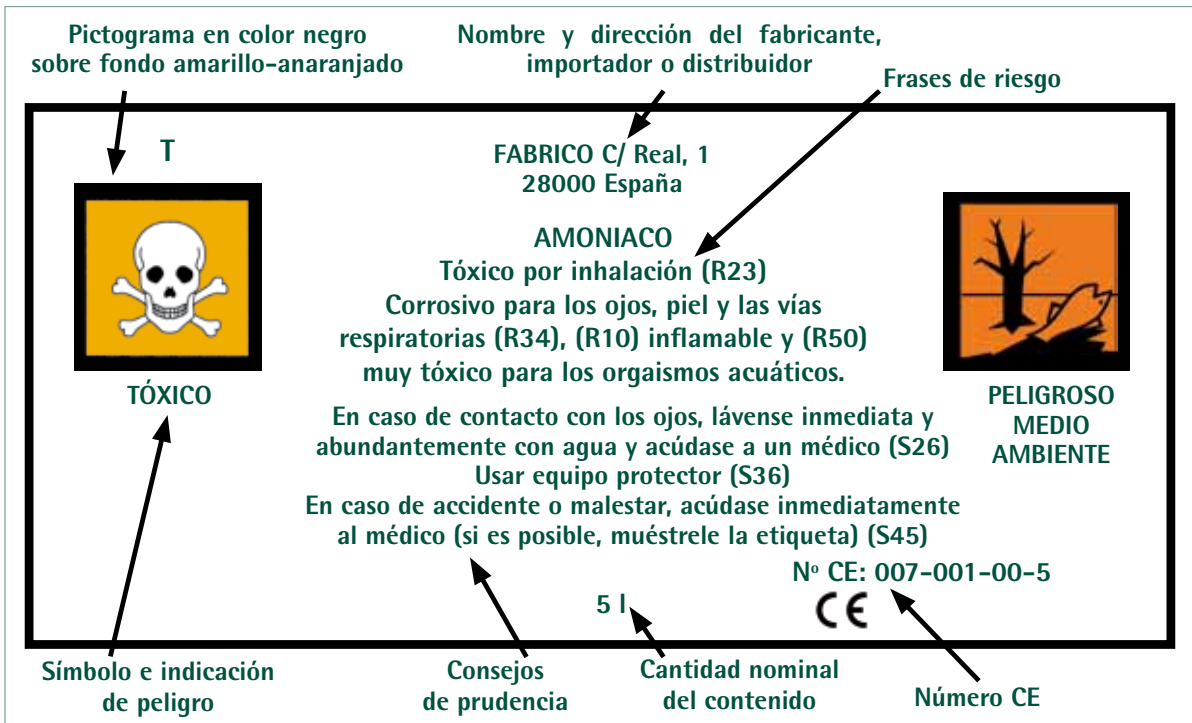 Pictograma en color negro
sobre fondo amarillo-anaranjado
Nombre y dirección del fabricante,
importador o distribuidor
Frases de riesgo
T
FABRICO C/ Real, 1
28000 España
AMONIACO
Tóxico por inhalación (R23)
Corrosivo para los ojos, piel y las vías
respiratorias (R34), (R10) inflamable y (R50)
muy tóxico para los orgaismos acuáticos.
TÓXICO
PELIGROSO
MEDIO
AMBIENTE
En caso de contacto con los ojos, lávense inmediata y
abundantemente con agua y acúdase a un médico (S26)
Usar equipo protector (S36)
En caso de accidente o malestar, acúdase inmediatamente
al médico (si es posible, muéstrele la etiqueta) (S45)
Nº CE: 007-001-00-5
5 l
CE
Símbolo e indicación
de peligro
Consejos
de prudencia
Cantidad nominal
del contenido
Número CE